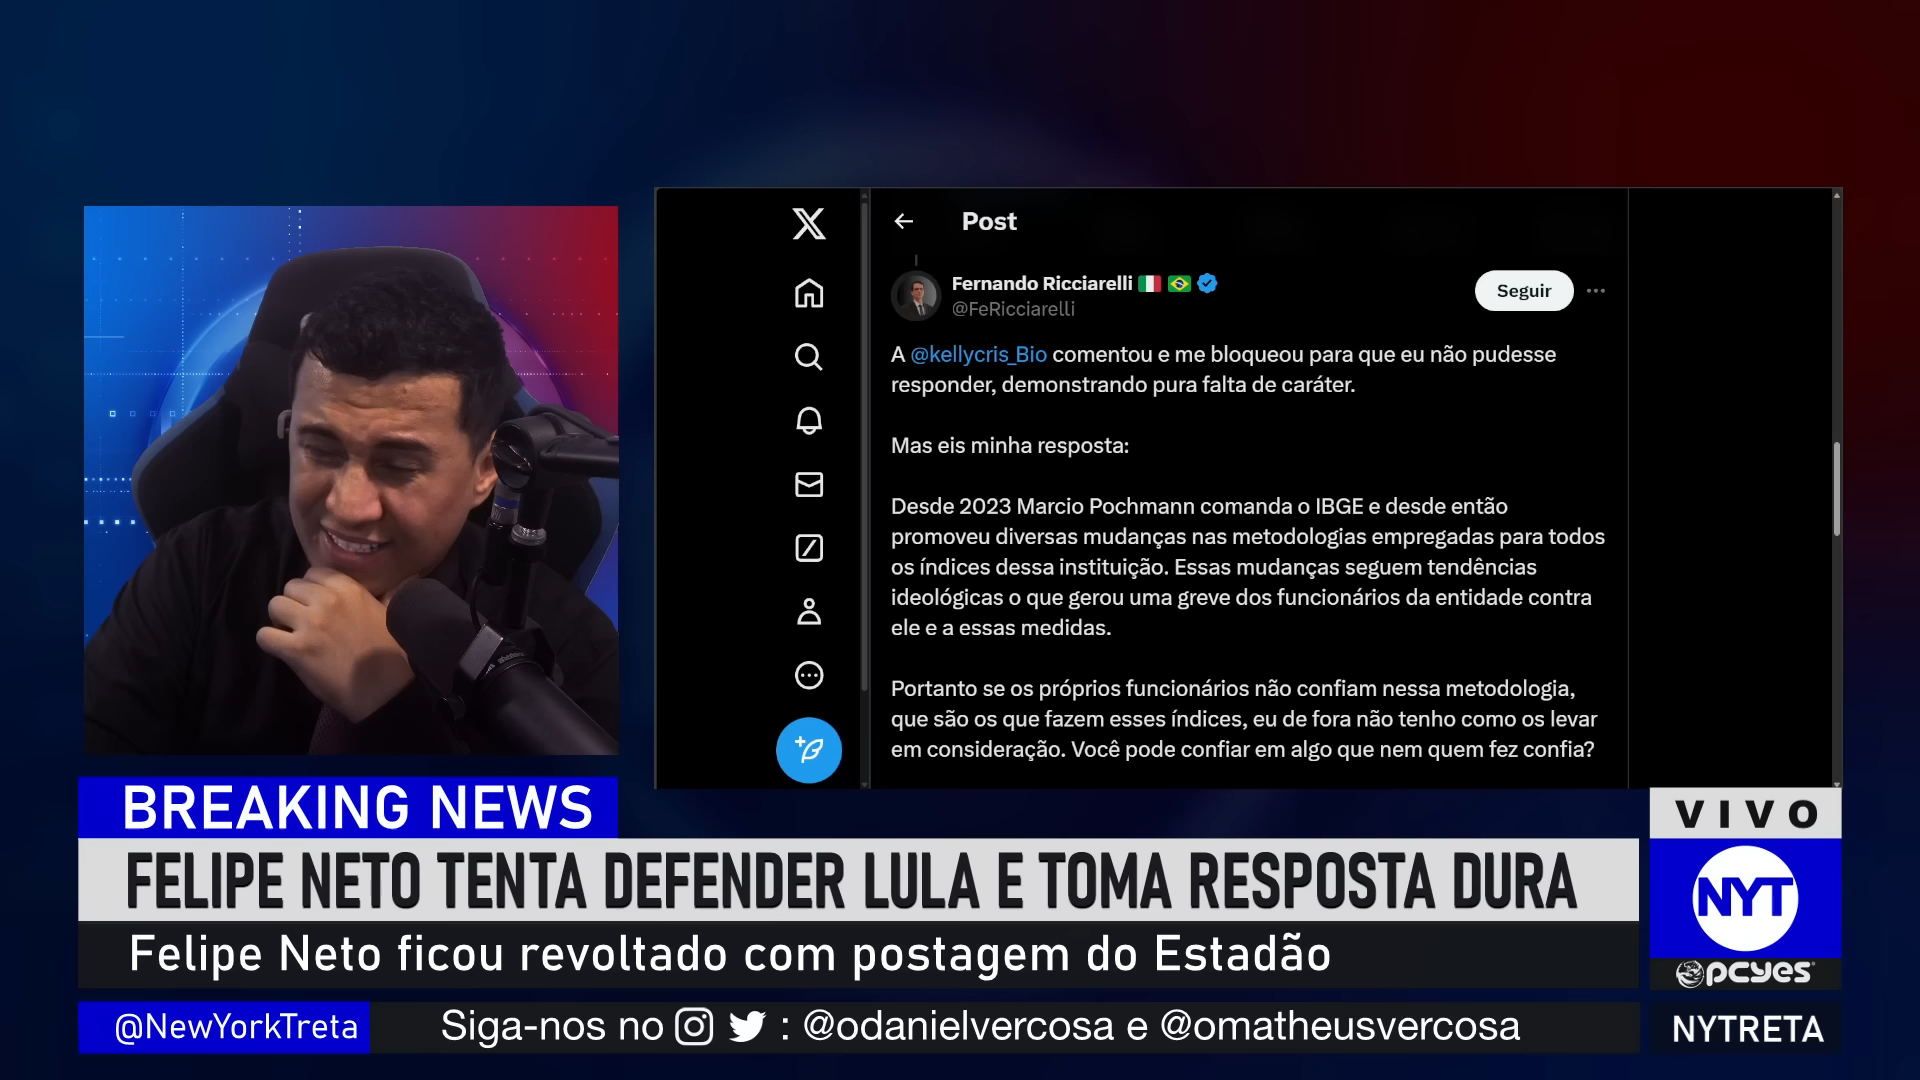 Post
Fernando Ricciarelli
@FeRicciarelli
Seguir
A @kellycris_Bio comentou e me bloqueou para que eu não pudesse
responder, demonstrando pura falta de caráter.
Mas eis minha resposta:
Desde 2023 Marcio Pochmann comanda o IBGE e desde então
promoveu diversas mudanças nas metodologias empregadas para todos
os índices dessa instituição. Essas mudanças seguem tendências
ideológicas o que gerou uma greve dos funcionários da entidade contra
ele e a essas medidas.
Portanto se os próprios funcionários não confiam nessa metodologia,
que são os que fazem esses índices, eu de fora não tenho como os levar
em consideração. Você pode confiar em algo que nem quem fez confia?
BREAKING NEWS
FELIPE NETO TENTA DEFENDER LULA E TOMA RESPOSTA DURA
Felipe Neto ficou revoltado com postagem do Estadão
@NewYorkTreta
Siga-nos no : @odanielvercosa e @omatheusvercosa
VIVO
NYT
pcyes
NYTRETA